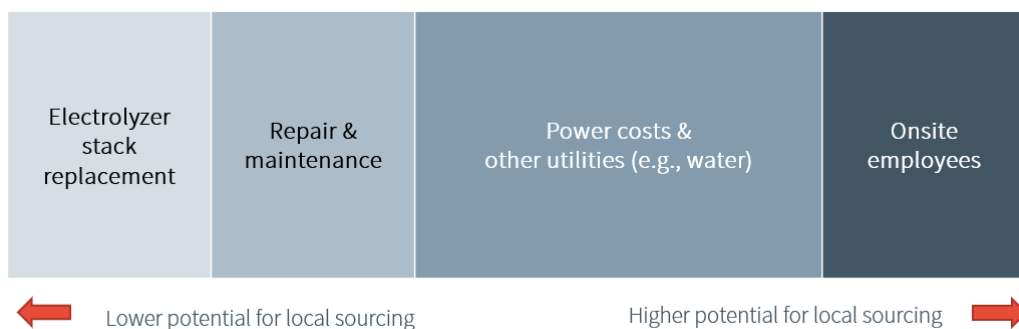 Electrolyzer
stack
replacement
Repair &
maintenance
Power costs &
other utilities (e.g., water)
Onsite
employees
Lower potential for local sourcing
Higher potential for local sourcing